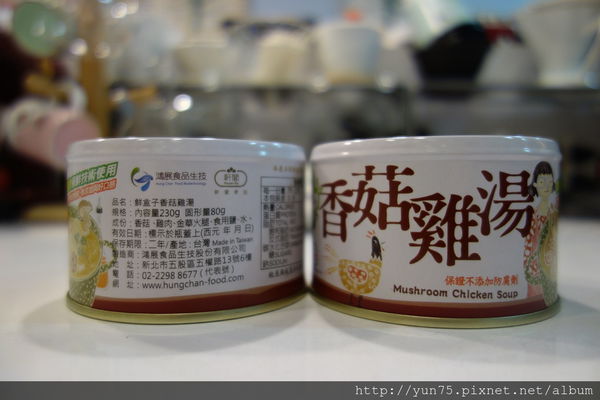 鴻展食品生技
品名：鮮盒子香菇雞湯
規格：內容量230g 固形量80g
成份：香菇、雞肉、金華火腿、食用鹽、水。
有效日期：標示於瓶蓋上(西元 年 月 日)
保存期限：二年/產地：台灣 Made in Taiwan
製造商：鴻展食品生技股份有限公司
地 址：新北市五股區五權路13號6樓
電 話：02-2298 8677 (代表號)
網 址：www.hungchan-food.com
香菇雞湯
保證不添加防腐劑
Mushroom Chicken Soup
http://yun75.pixnet.net/album